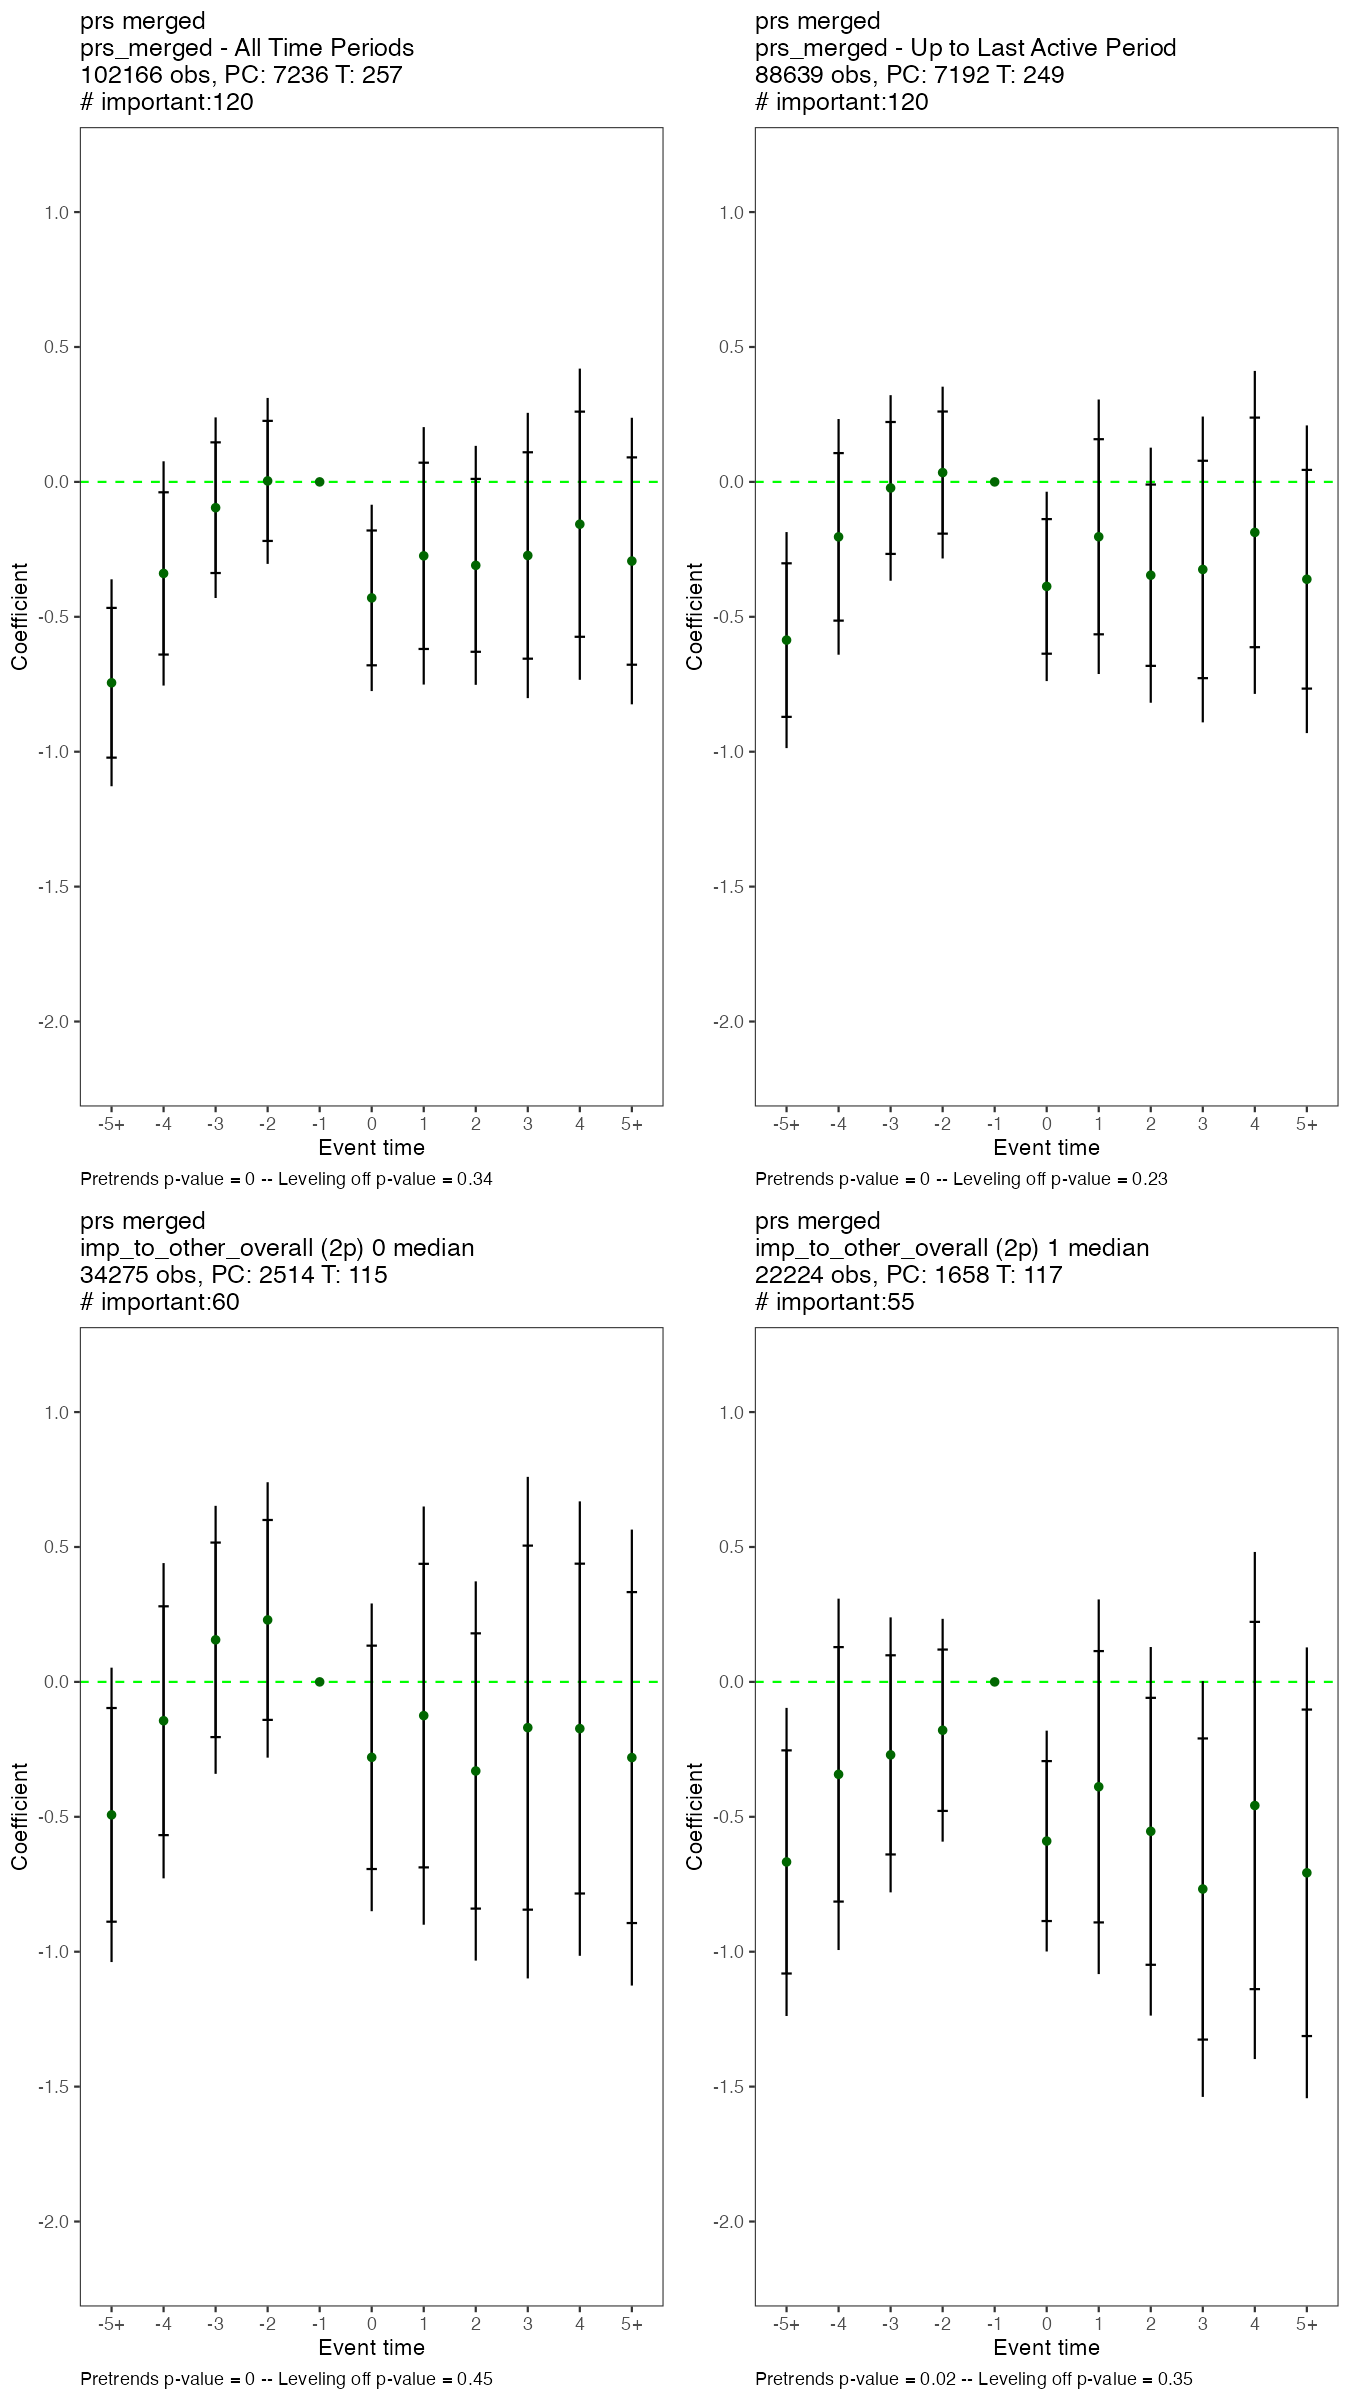 prs merged
prs_merged - All Time Periods
102166 obs, PC: 7236 T: 257
# important:120
1.0
0.5
0.0
-0.5
-1.0
-1.5
-2.0
Coefficient
-5+ -4 -3 -2 -1 0 1 2 3 4 5+
Event time
Pretrends p-value = 0 -- Leveling off p-value = 0.34
prs merged
prs_merged - Up to Last Active Period
88639 obs, PC: 7192 T: 249
# important:120
1.0
0.5
0.0
-0.5
-1.0
-1.5
-2.0
Coefficient
-5+ -4 -3 -2 -1 0 1 2 3 4 5+
Event time
Pretrends p-value = 0 -- Leveling off p-value = 0.23
prs merged
imp_to_other_overall (2p) 0 median
34275 obs, PC: 2514 T: 115
# important:60
1.0
0.5
0.0
-0.5
-1.0
-1.5
-2.0
Coefficient
-5+ -4 -3 -2 -1 0 1 2 3 4 5+
Event time
Pretrends p-value = 0 -- Leveling off p-value = 0.45
prs merged
imp_to_other_overall (2p) 1 median
22224 obs, PC: 1658 T: 117
# important:55
1.0
0.5
0.0
-0.5
-1.0
-1.5
-2.0
Coefficient
-5+ -4 -3 -2 -1 0 1 2 3 4 5+
Event time
Pretrends p-value = 0.02 -- Leveling off p-value = 0.35